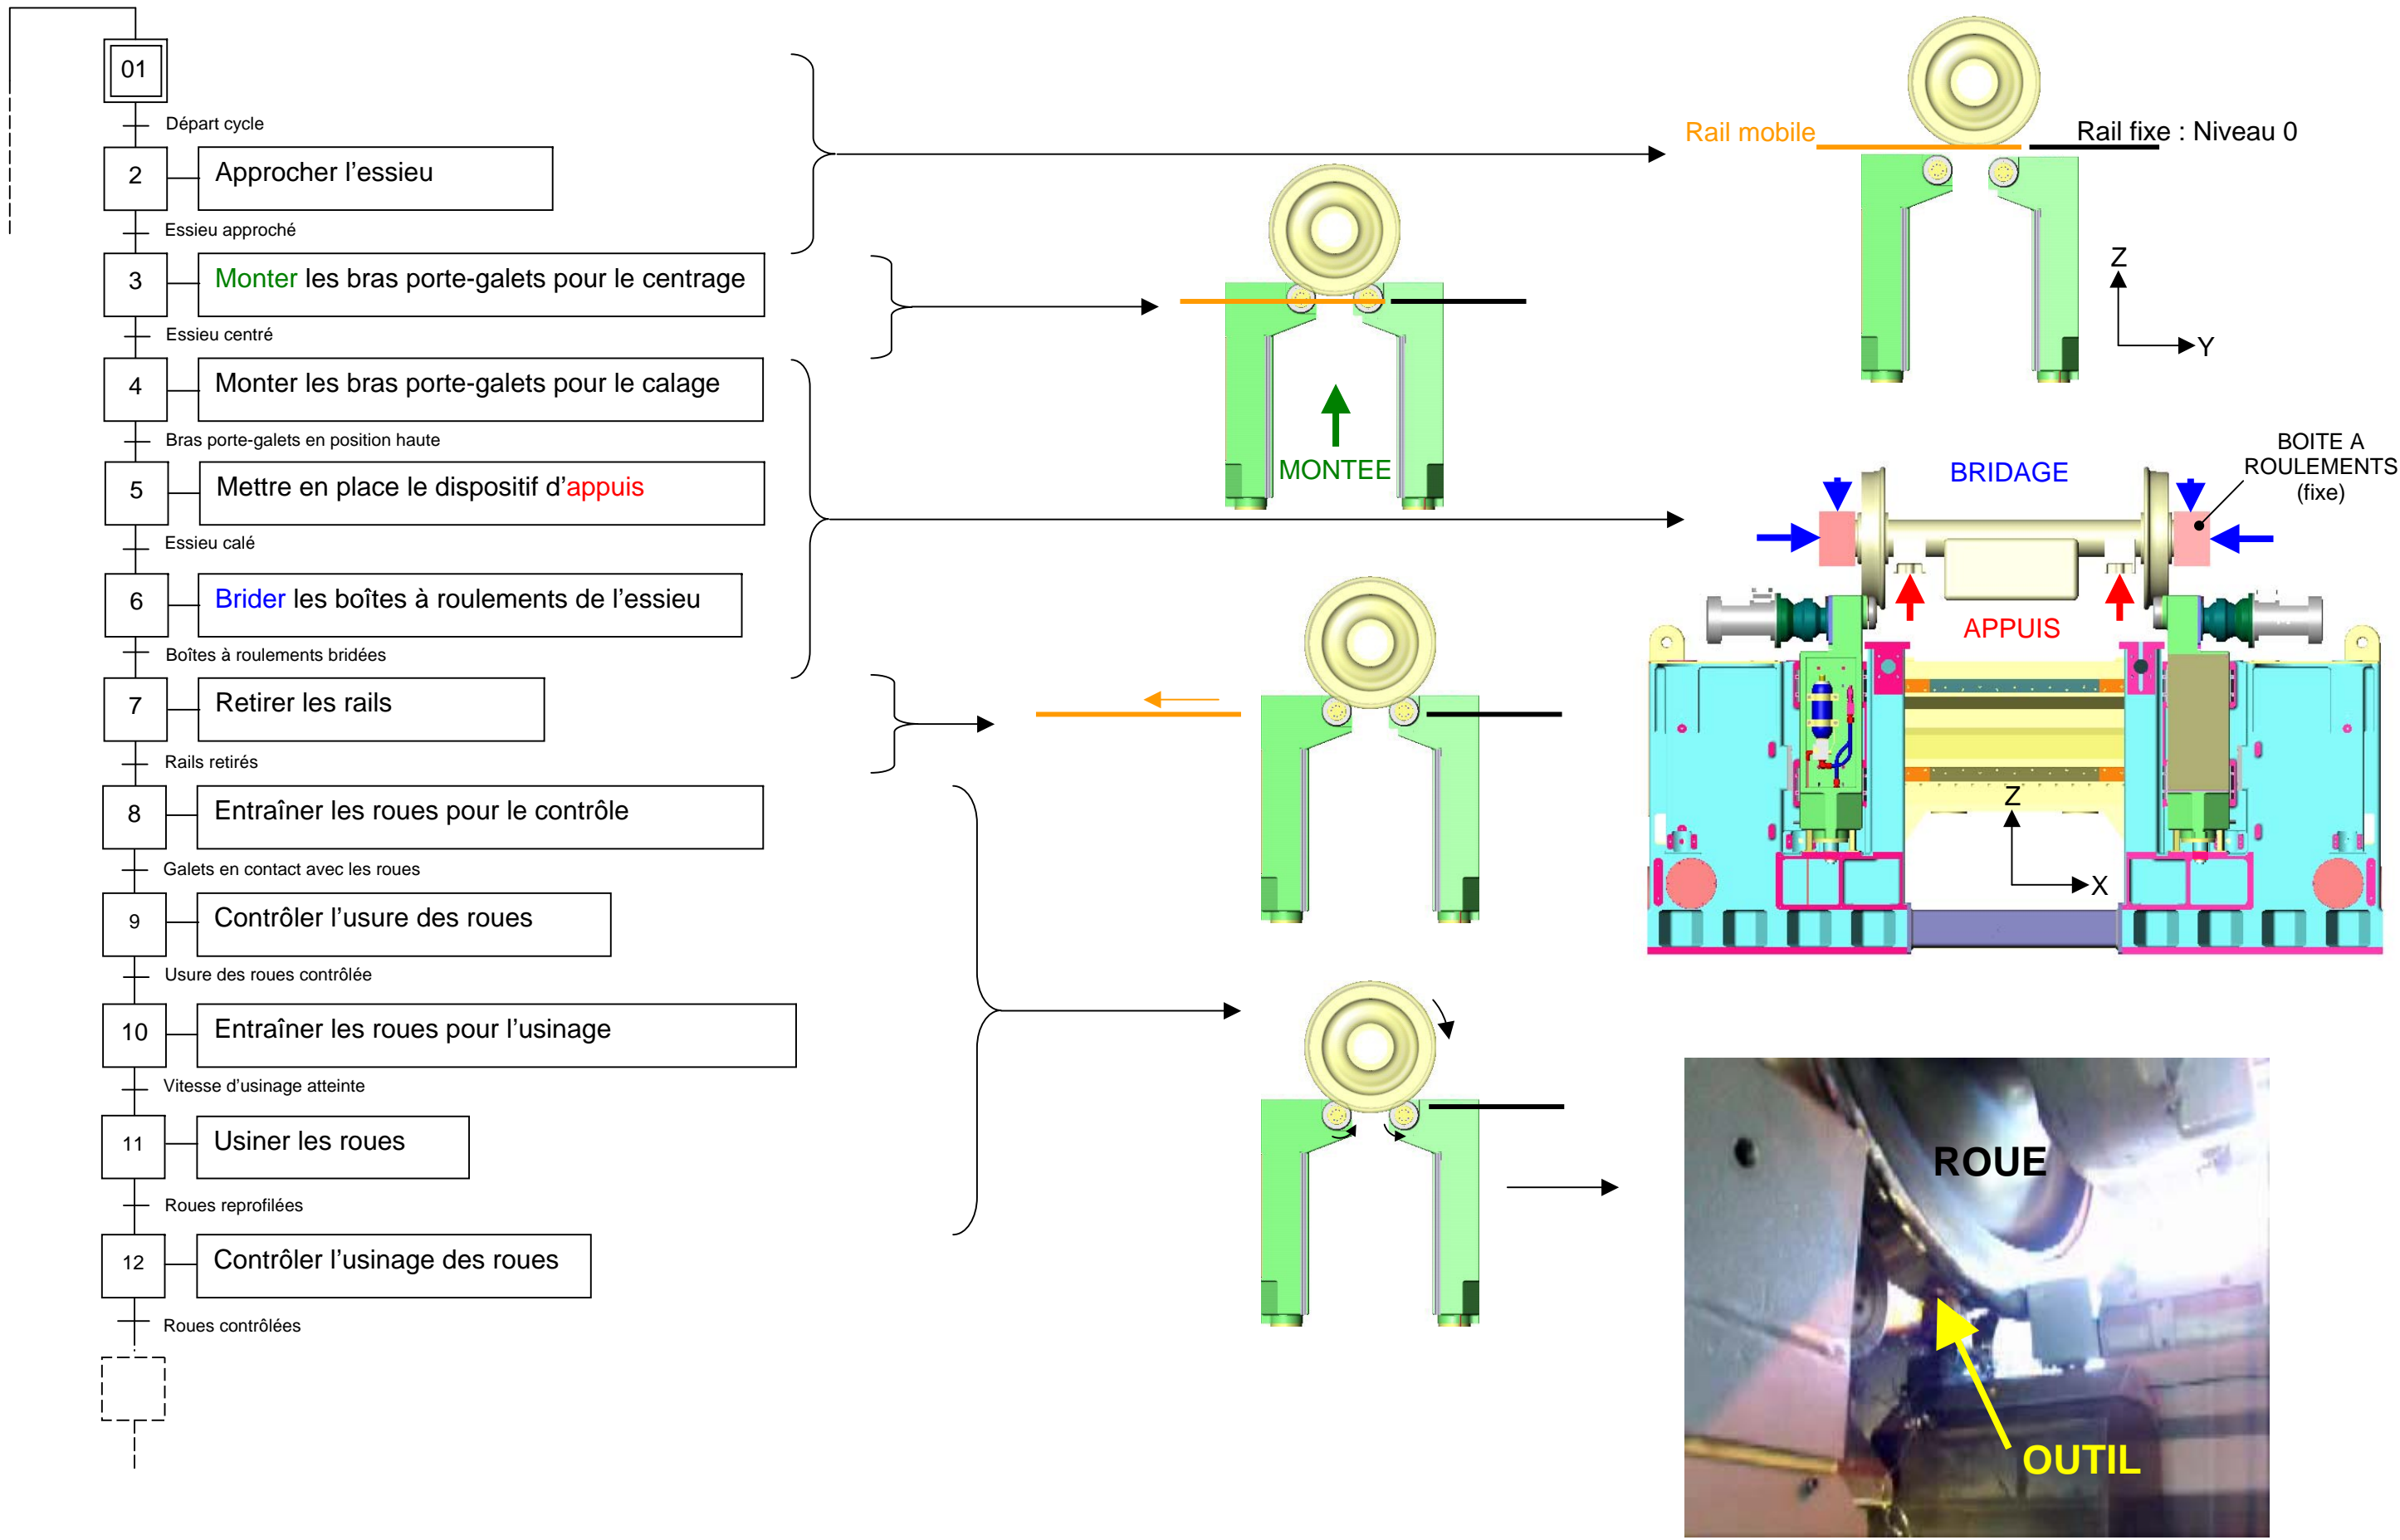 01
Départ cycle
2
Approcher l'essieu
Essieu approché
3
Monter les bras porte-galets pour le centrage
Essieu centré
4
Monter les bras porte-galets pour le calage
Bras porte-galets en position haute
5
Mettre en place le dispositif d'appuis
Essieu calé
6
Brider les boîtes à roulements de l'essieu
Boîtes à roulements bridées
7
Retirer les rails
Rails retirés
8
Entraîner les roues pour le contrôle
Galets en contact avec les roues
9
Contrôler l'usure des roues
Usure des roues contrôlée
10
Entraîner les roues pour l'usinage
Vitesse d'usinage atteinte
11
Usiner les roues
Roues reprofilées
12
Contrôler l'usinage des roues
Roues contrôlées
Rail mobile
Rail fixe : Niveau 0
Z
Y
MONTEE
BRIDAGE
BOITE A
ROULEMENTS
(fixe)
APPUIS
Z
X
ROUE
OUTIL